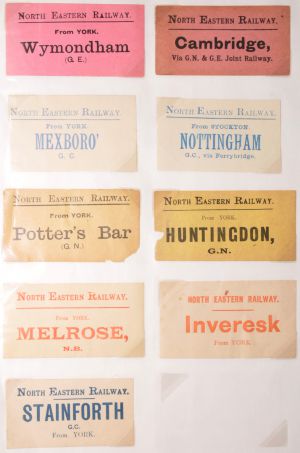 NORTH EASTERN RAILWAY.
From YORK.
Wymondham
(G. E.)
NORTH EASTERN RAILWAY.
Cambridge,
Via G.N. & G.E. Joint Railway.
NORTH EASTERN RAILWAY.
From YORK
MEXBORO'
G. C.
NORTH EASTERN RAILWAY.
From STOCKTON
NOTTINGHAM
G.C., via Ferrybridge.
NORTH EASTERN RAILWAY.
From YORK.
Potter's Bar
(G. N.)
NORTH EASTERN RAILWAY.
From YORK.
HUNTINGDON,
G.N.
NORTH EASTERN RAILWAY.
From YORK.
MELROSE,
N.B.
NORTH EASTERN RAILWAY.
Inveresk
From YORK.
NORTH EASTERN RAILWAY.
STAINFORTH
G.C.
From YORK.